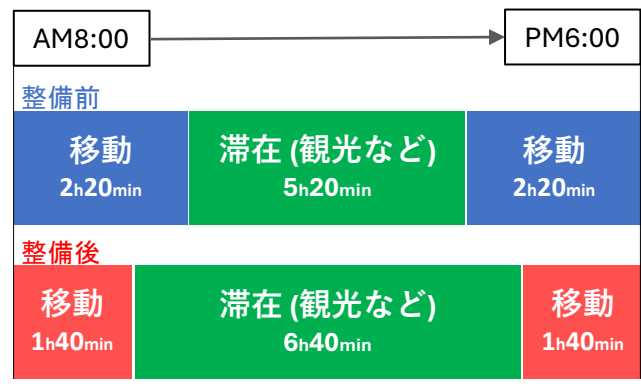 AM8:00 PM6:00
整備前
移動 滞在 (観光など) 移動
2h20min 5h20min 2h20min
整備後
移動 滞在 (観光など) 移動
1h40min 6h40min 1h40min